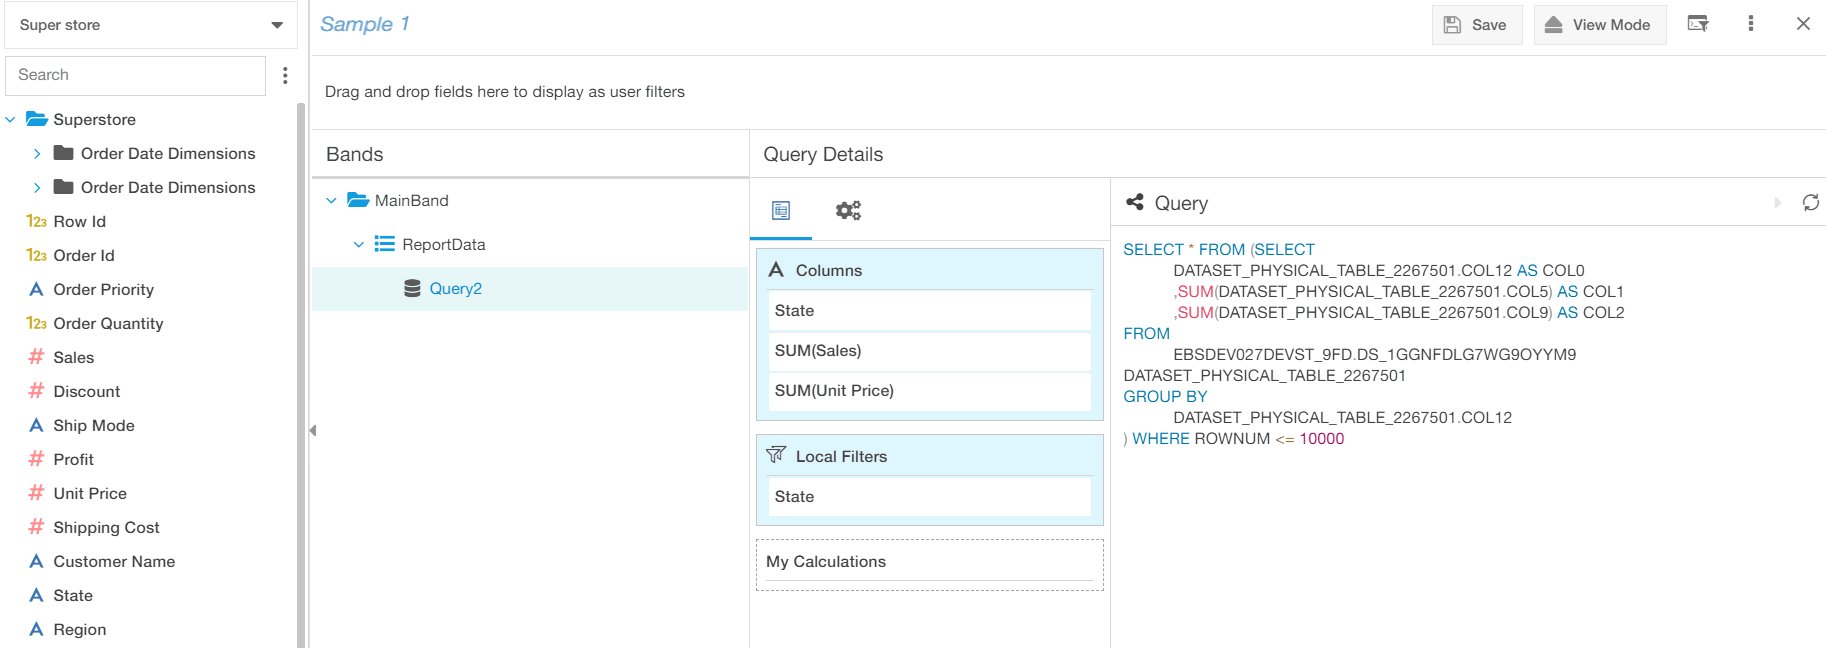 Super store
Sample 1
Save
View Mode
Search
Drag and drop fields here to display as user filters
Superstore
Order Date Dimensions
Order Date Dimensions
123 Row Id
123 Order Id
A Order Priority
123 Order Quantity
# Sales
# Discount
A Ship Mode
# Profit
# Unit Price
# Shipping Cost
A Customer Name
A State
A Region
Bands
MainBand
ReportData
Query2
Query Details
A Columns
State
SUM(Sales)
SUM(Unit Price)
Local Filters
State
My Calculations
Query
SELECT * FROM (SELECT
DATASET_PHYSICAL_TABLE_2267501.COL12 AS COL0
,SUM(DATASET_PHYSICAL_TABLE_2267501.COL5) AS COL1
,SUM(DATASET_PHYSICAL_TABLE_2267501.COL9) AS COL2
FROM
EBSDEV027DEVST_9FD.DS_1GGNFDLG7WG9OYYM9
DATASET_PHYSICAL_TABLE_2267501
GROUP BY
DATASET_PHYSICAL_TABLE_2267501.COL12
) WHERE ROWNUM <= 10000